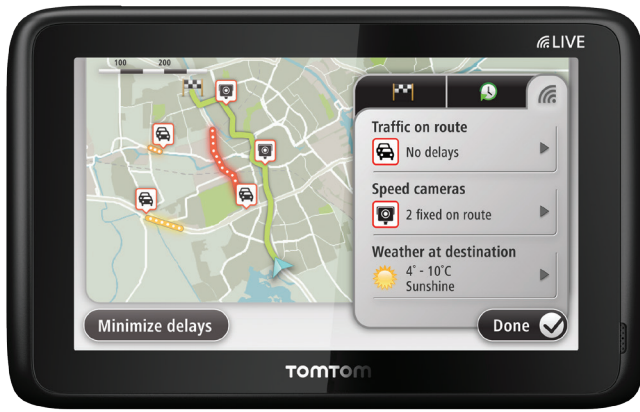 LIVE
100 200
Traffic on route
No delays
Speed cameras
2 fixed on route
Weather at destination
4° - 10°C
Sunshine
Minimize delays
Done
TOMTOM